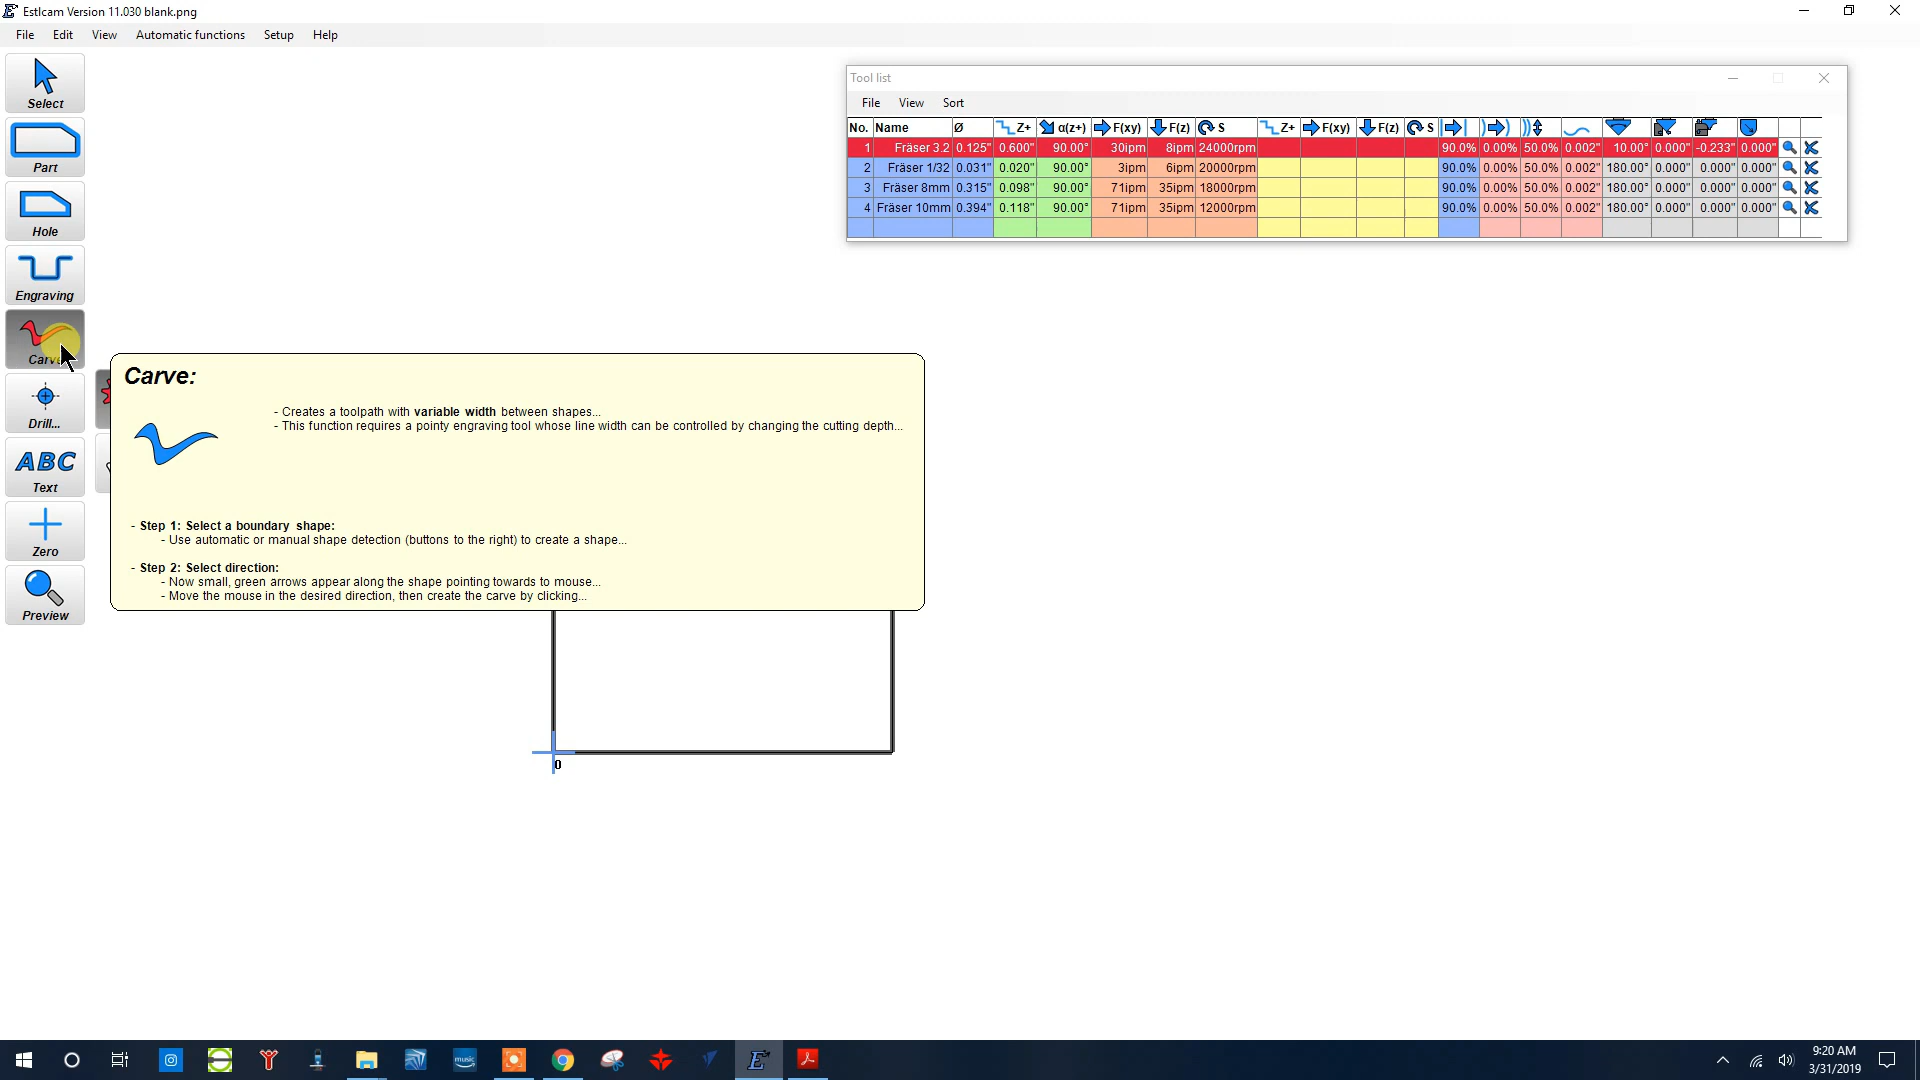 Estlcam Version 11.030 blank.png
File Edit View Automatic functions Setup Help
Select
Part
Hole
Engraving
Carve
Drill...
ABC
Text
Zero
Preview
Tool list
File View Sort
No. Name Ø Z+ α(z+) F(xy) F(z) S Z+ F(xy) F(z) S
1 Fräser 3.2 0.125" 0.600" 90.00° 30ipm 8ipm 24000rpm 90.0% 0.00% 50.0% 0.002" 10.00° 0.000" -0.233" 0.000"
2 Fräser 1/32 0.031" 0.020" 90.00° 3ipm 6ipm 20000rpm 90.0% 0.00% 50.0% 0.002" 180.00° 0.000" 0.000" 0.000"
3 Fräser 8mm 0.315" 0.098" 90.00° 71ipm 35ipm 18000rpm 90.0% 0.00% 50.0% 0.002" 180.00° 0.000" 0.000" 0.000"
4 Fräser 10mm 0.394" 0.118" 90.00° 71ipm 35ipm 12000rpm 90.0% 0.00% 50.0% 0.002" 180.00° 0.000" 0.000" 0.000"
Carve:
- Creates a toolpath with variable width between shapes...
- This function requires a pointy engraving tool whose line width can be controlled by changing the cutting depth...
- Step 1: Select a boundary shape:
- Use automatic or manual shape detection (buttons to the right) to create a shape...
- Step 2: Select direction:
- Now small, green arrows appear along the shape pointing towards to mouse...
- Move the mouse in the desired direction, then create the carve by clicking...
0
music
9:20 AM
3/31/2019